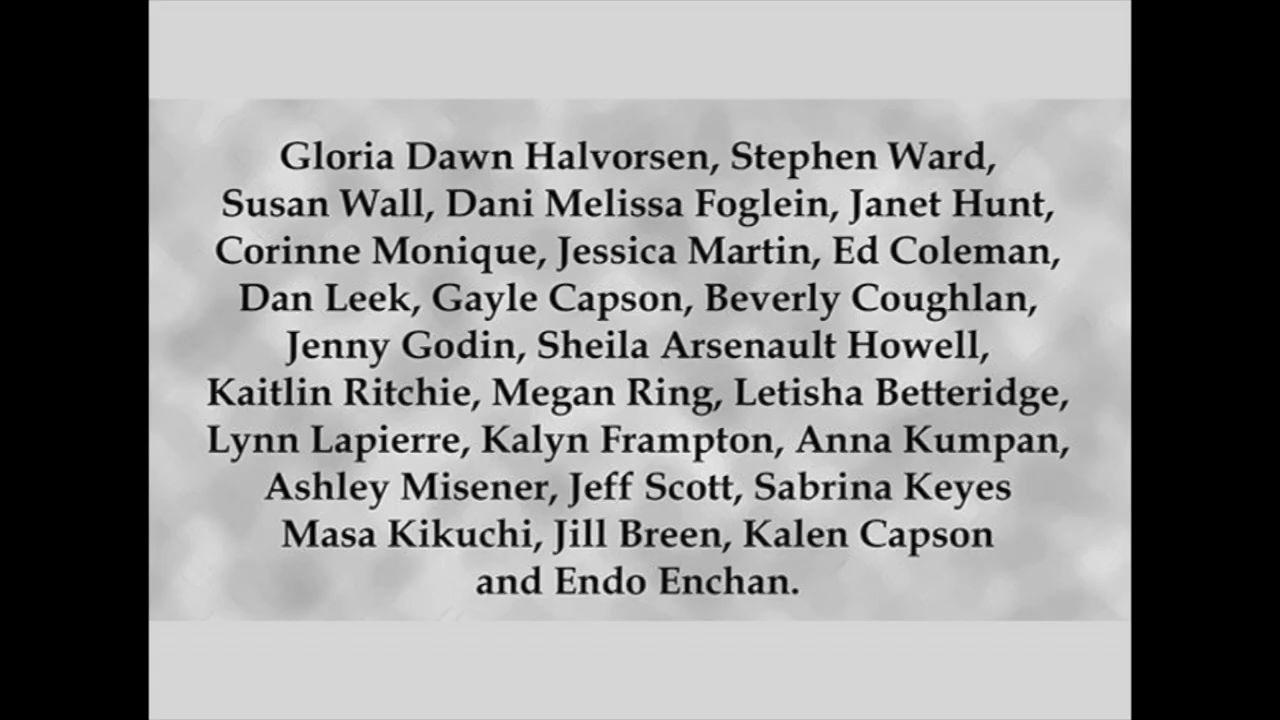 Gloria Dawn Halvorsen, Stephen Ward,
Susan Wall, Dani Melissa Foglein, Janet Hunt,
Corinne Monique, Jessica Martin, Ed Coleman,
Dan Leek, Gayle Capson, Beverly Coughlan,
Jenny Godin, Sheila Arsenault Howell,
Kaitlin Ritchie, Megan Ring, Letisha Betteridge,
Lynn Lapierre, Kalyn Frampton, Anna Kumpan,
Ashley Misener, Jeff Scott, Sabrina Keyes
Masa Kikuchi, Jill Breen, Kalen Capson
and Endo Enchan.